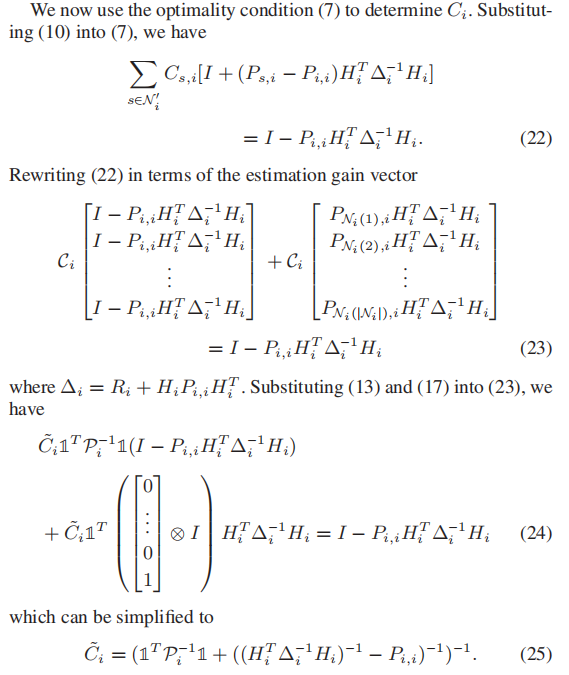 We now use the optimality condition (7) to determine $C_i$. Substitut-
ing (10) into (7), we have
$$\sum_{s \in \mathcal{N}_i'} C_{s,i}[I + (P_{s,i} - P_{i,i})H_i^T \Delta_i^{-1} H_i]$$
$$= I - P_{i,i}H_i^T \Delta_i^{-1} H_i. \quad (22)$$
Rewriting (22) in terms of the estimation gain vector
$$\mathcal{C}_i \begin{bmatrix} I - P_{i,i}H_i^T \Delta_i^{-1} H_i \\ I - P_{i,i}H_i^T \Delta_i^{-1} H_i \\ \vdots \\ I - P_{i,i}H_i^T \Delta_i^{-1} H_i \end{bmatrix} + \mathcal{C}_i \begin{bmatrix} P_{\mathcal{N}_i(1),i}H_i^T \Delta_i^{-1} H_i \\ P_{\mathcal{N}_i(2),i}H_i^T \Delta_i^{-1} H_i \\ \vdots \\ P_{\mathcal{N}_i(|\mathcal{N}_i|),i}H_i^T \Delta_i^{-1} H_i \end{bmatrix}$$
$$= I - P_{i,i}H_i^T \Delta_i^{-1} H_i \quad (23)$$
where $\Delta_i = R_i + H_i P_{i,i} H_i^T$. Substituting (13) and (17) into (23), we
have
$$\tilde{C}_i \mathbb{1}^T \mathcal{P}_i^{-1} \mathbb{1}(I - P_{i,i}H_i^T \Delta_i^{-1} H_i)$$
$$+ \tilde{C}_i \mathbb{1}^T \left( \begin{bmatrix} 0 \\ \vdots \\ 0 \\ 1 \end{bmatrix} \otimes I \right) H_i^T \Delta_i^{-1} H_i = I - P_{i,i}H_i^T \Delta_i^{-1} H_i \quad (24)$$
which can be simplified to
$$\tilde{C}_i = (\mathbb{1}^T \mathcal{P}_i^{-1} \mathbb{1} + ((H_i^T \Delta_i^{-1} H_i)^{-1} - P_{i,i})^{-1})^{-1}. \quad (25)$$